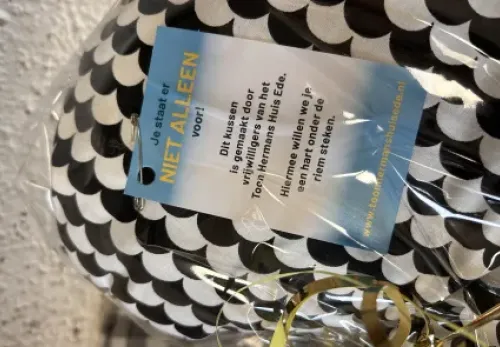 Je staat er
NIET ALLEEN
voor!
Dit kussen
is gemaakt door
vrijwilligers van het
Toon Hermans Huis Ede.
Hiermee willen we je
een hart onder de
riem steken.
www.toonhermanshuisede.nl